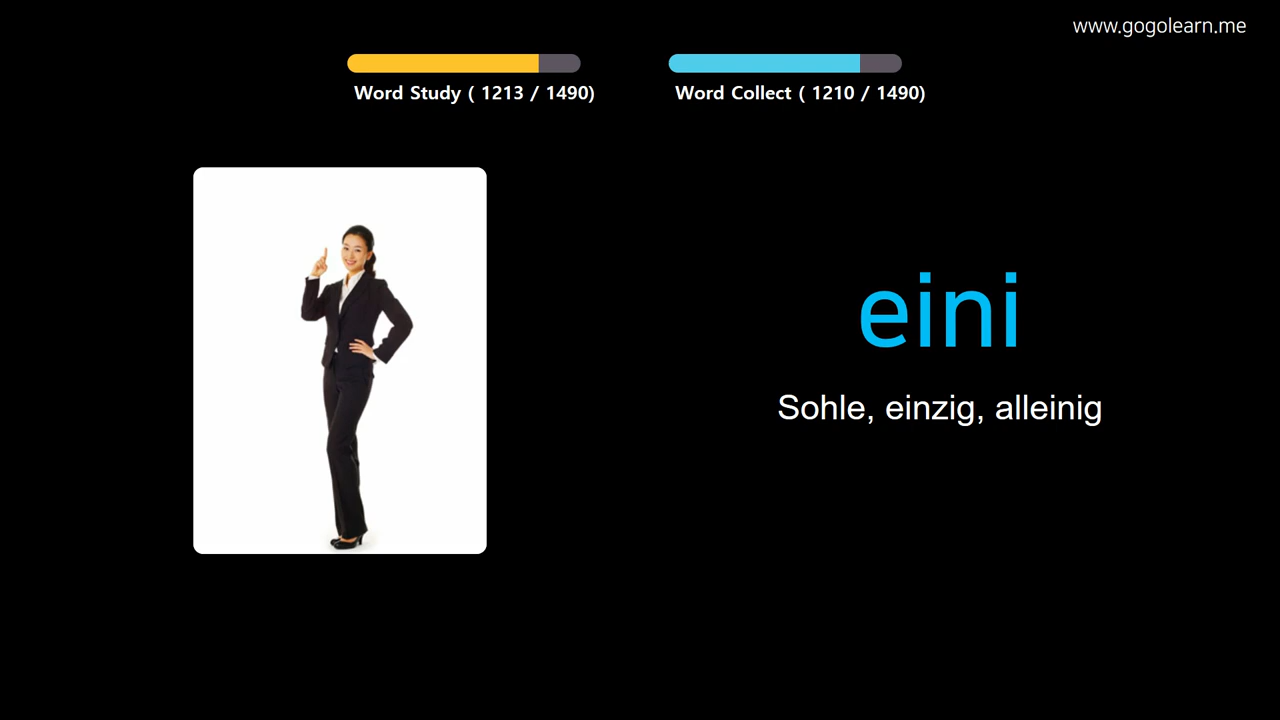 www.gogolearn.me
Word Study ( 1213 / 1490)
Word Collect ( 1210 / 1490)
eini
Sohle, einzig, alleinig